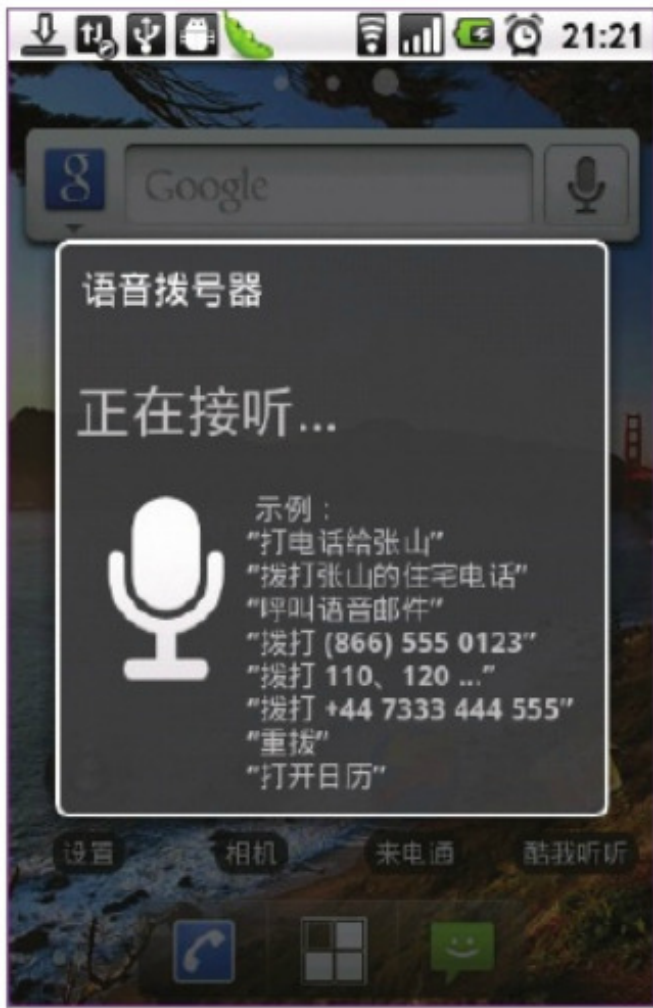 21:21
g Google
语音拨号器
正在接听...
示例：
"打电话给张山"
"拨打张山的住宅电话"
"呼叫语音邮件"
"拨打 (866) 555 0123"
"拨打 110、120 ..."
"拨打 +44 7333 444 555"
"重拨"
"打开日历"
设置 相机 来电通 酷我听听